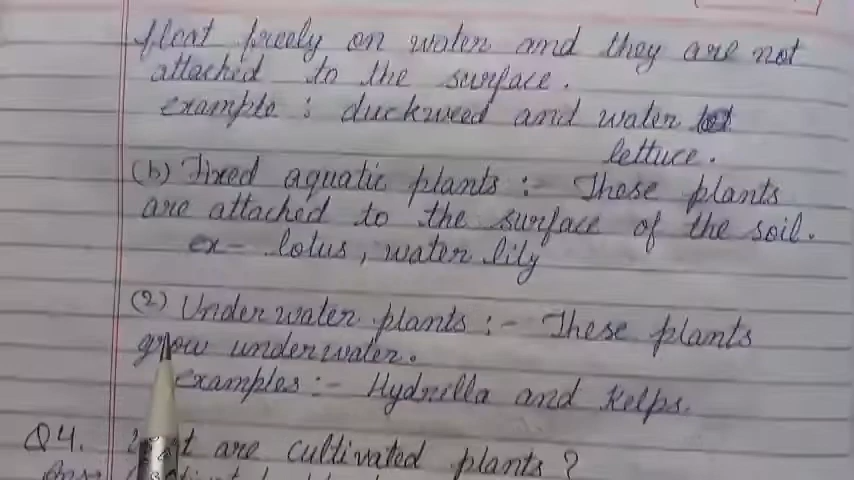 float freely on water and they are not
attached to the surface.
example : duckweed and water
lettuce.
(b) Fixed aquatic plants :- These plants
are attached to the surface of the soil.
ex- lotus, water lily
(2) Underwater plants :- These plants
grow underwater.
examples :- Hydrilla and Kelps.
Q4. What are cultivated plants ?
Ans